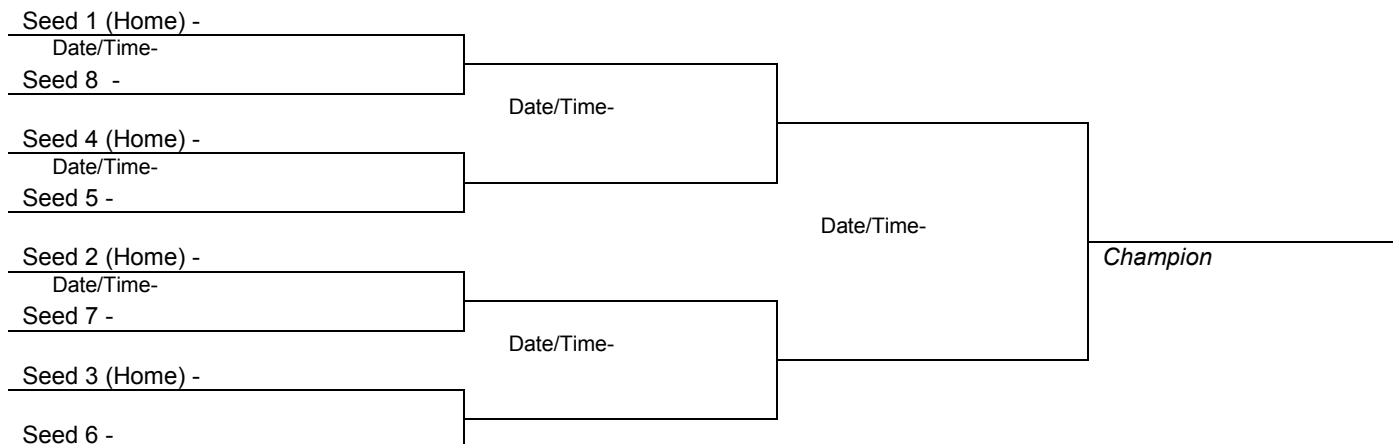 Seed 1 (Home) -
Date/Time-
Seed 8 -
Date/Time-
Seed 4 (Home) -
Date/Time-
Seed 5 -
Date/Time-
Seed 2 (Home) -
Champion
Date/Time-
Seed 7 -
Date/Time-
Seed 3 (Home) -
Seed 6 -